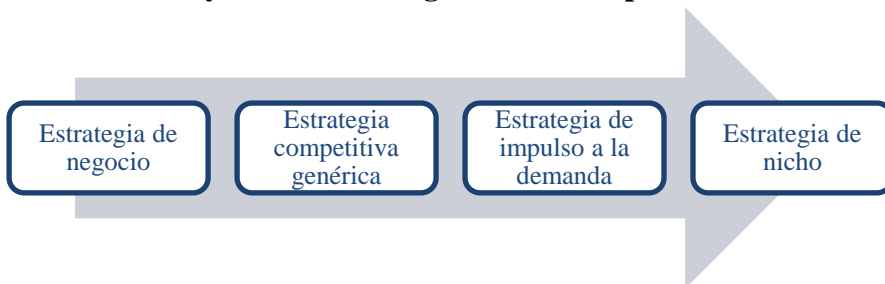 Estrategia de
negocio
Estrategia
competitiva
genérica
Estrategia de
impulso a la
demanda
Estrategia de
nicho